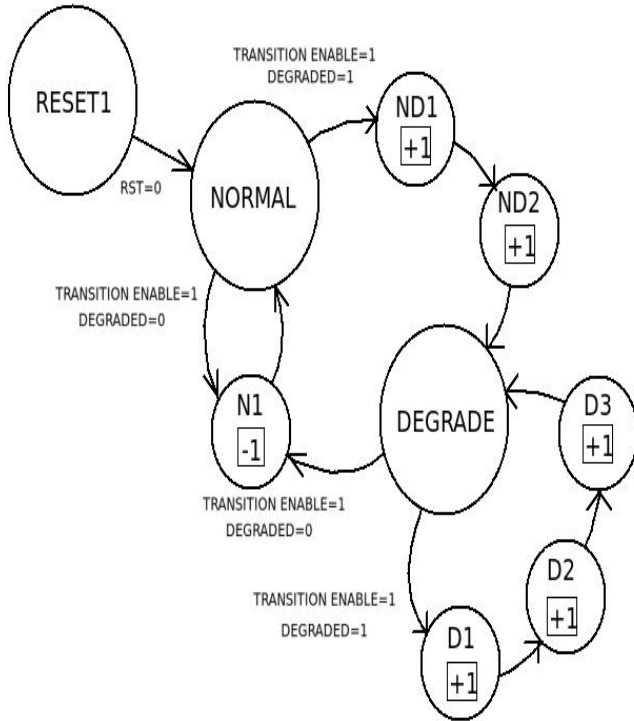 TRANSITION ENABLE=1
DEGRADED=1
RESET1
ND1
+1
RST=0
NORMAL
ND2
+1
TRANSITION ENABLE=1
DEGRADED=0
N1
-1
DEGRADE
D3
+1
TRANSITION ENABLE=1
DEGRADED=0
D2
+1
TRANSITION ENABLE=1
DEGRADED=1
D1
+1